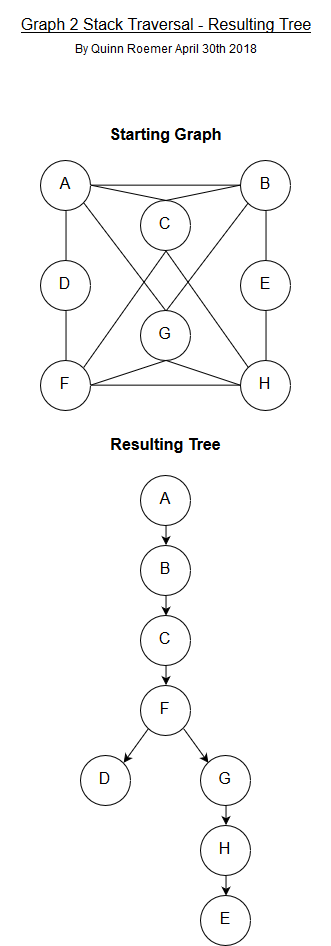 Graph 2 Stack Traversal - Resulting Tree
By Quinn Roemer April 30th 2018
Starting Graph
A B
C
D E
G
F H
Resulting Tree
A
B
C
F
D G
H
E